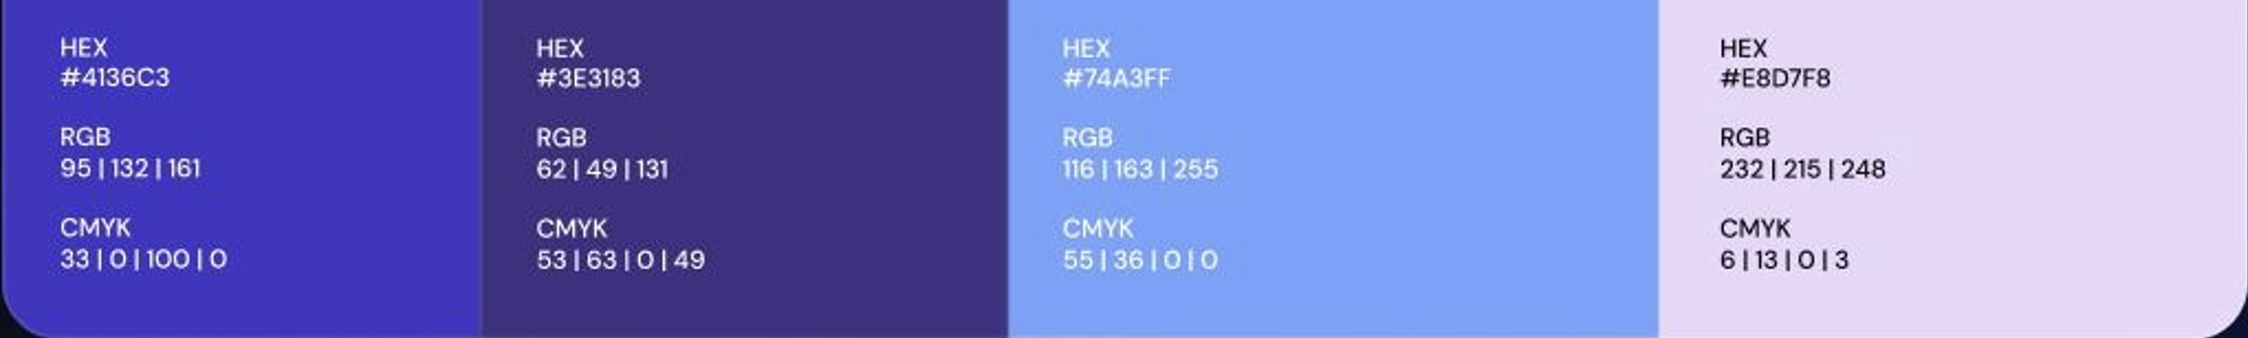 HEX
#4136C3
RGB
95 | 132 | 161
CMYK
33 | 0 | 100 | 0
HEX
#3E3183
RGB
62 | 49 | 131
CMYK
53 | 63 | 0 | 49
HEX
#74A3FF
RGB
116 | 163 | 255
CMYK
55 | 36 | 0 | 0
HEX
#E8D7F8
RGB
232 | 215 | 248
CMYK
6 | 13 | 0 | 3